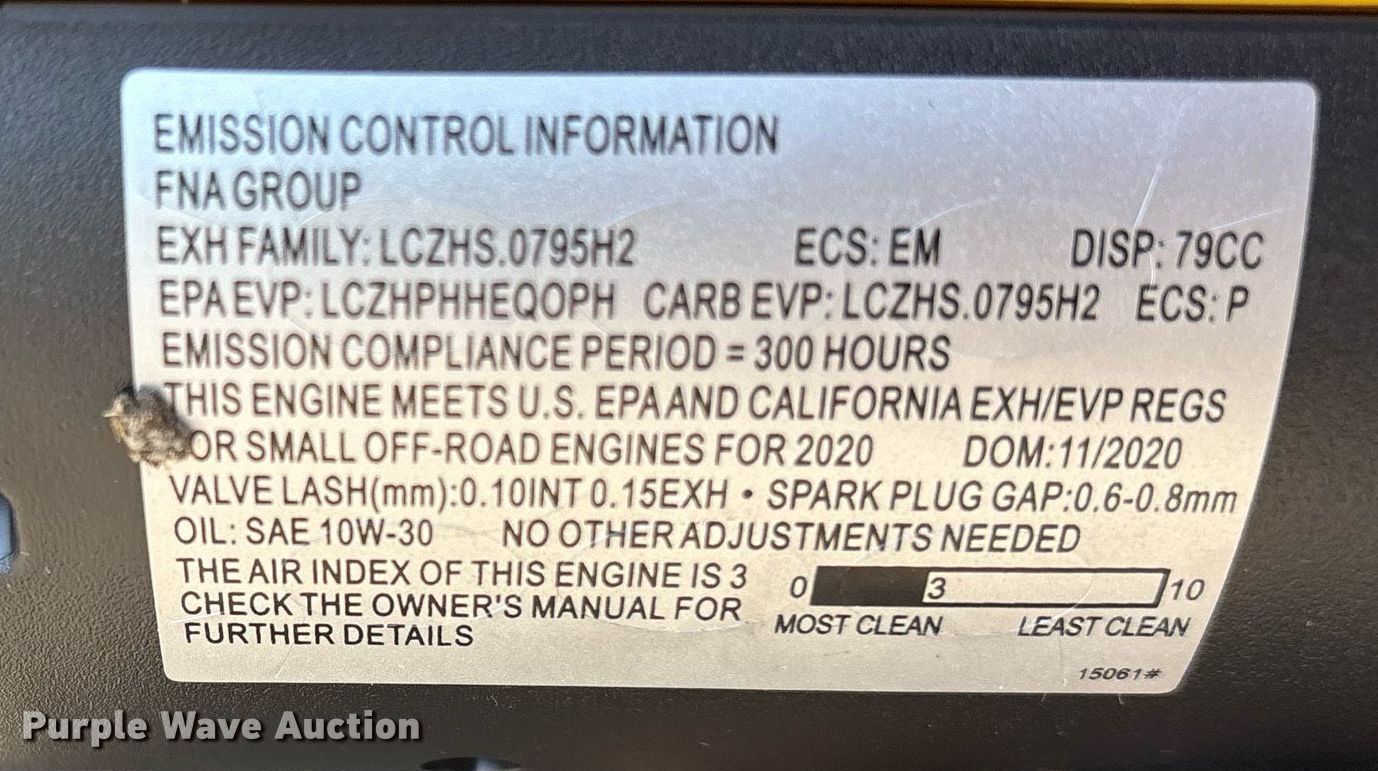 EMISSION CONTROL INFORMATION
FNA GROUP
EXH FAMILY: LCZHS.0795H2 ECS: EM DISP: 79CC
EPA EVP: LCZHPHHEQOPH CARB EVP: LCZHS.0795H2 ECS: P
EMISSION COMPLIANCE PERIOD = 300 HOURS
THIS ENGINE MEETS U.S. EPA AND CALIFORNIA EXH/EVP REGS
OR SMALL OFF-ROAD ENGINES FOR 2020 DOM: 11/2020
VALVE LASH(mm):0.10INT 0.15EXH • SPARK PLUG GAP:0.6-0.8mm
OIL: SAE 10W-30 NO OTHER ADJUSTMENTS NEEDED
THE AIR INDEX OF THIS ENGINE IS 3
CHECK THE OWNER'S MANUAL FOR
FURTHER DETAILS
0 3 10
MOST CLEAN LEAST CLEAN
15061#
Purple Wave Auction